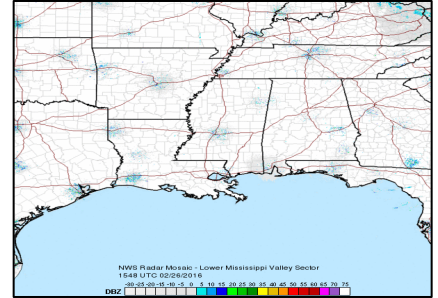 NWS Radar Mosaic - Lower Mississippi Valley Sector
1548 UTC 02/26/2016
DBZ -30 -25 -20 -15 -10 -5 0 5 10 15 20 25 30 35 40 45 50 55 60 65 70 75